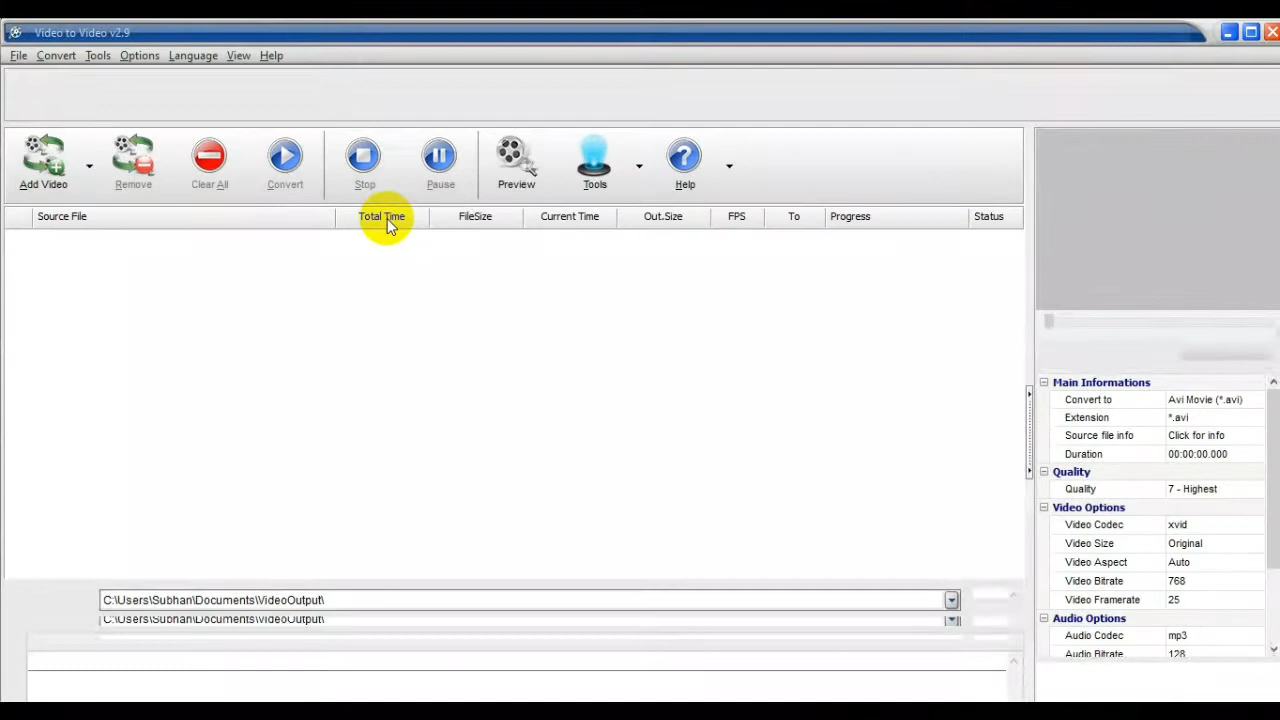 Video to Video v2.9
File Convert Tools Options Language View Help
Add Video Remove Clear All Convert Stop Pause Preview Tools Help
Source File Total Time FileSize Current Time Out.Size FPS To Progress Status
Main Informations
Convert to Avi Movie (*.avi)
Extension *.avi
Source file info Click for info
Duration 00:00:00.000
Quality
Quality 7 - Highest
Video Options
Video Codec xvid
Video Size Original
Video Aspect Auto
Video Bitrate 768
Video Framerate 25
Audio Options
Audio Codec mp3
Audio Bitrate 128
C:\Users\Subhan\Documents\VideoOutput\
C:\Users\Subhan\Documents\VideoOutput\